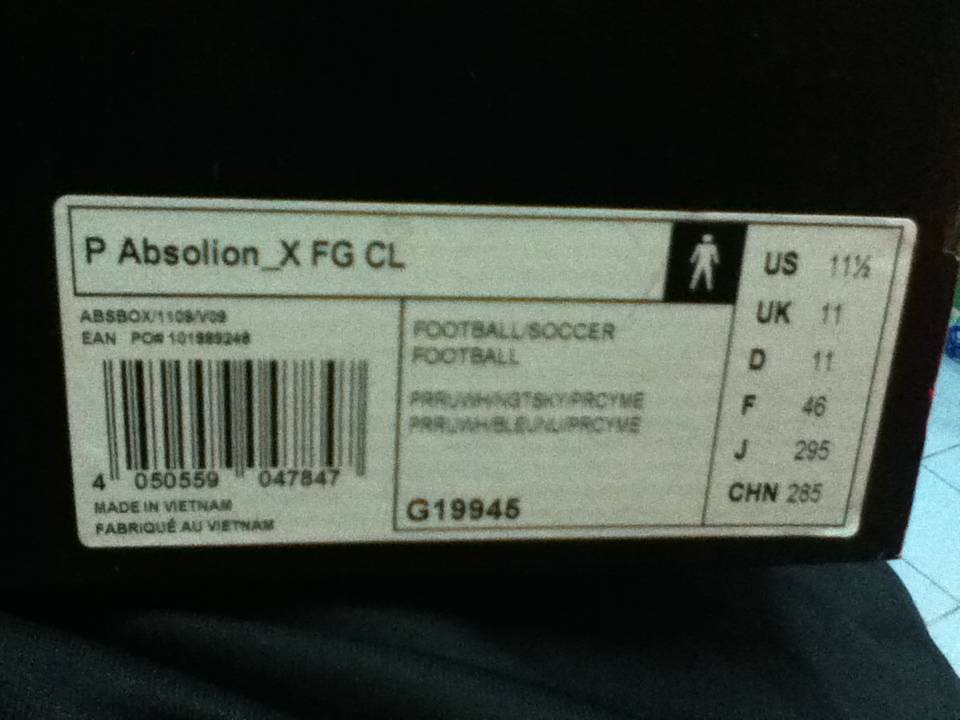 P Absolion_X FG CL
ABSBOX/1109/V09
EAN PO# 101989248
4 050559 047847
MADE IN VIETNAM
FABRIQUÉ AU VIETNAM
FOOTBALL/SOCCER
FOOTBALL
PRRUWH/NGTSKY/PRCYME
PRRUWH/BLEUNU/PRCYME
G19945
US 11½
UK 11
D 11
F 46
J 295
CHN 285